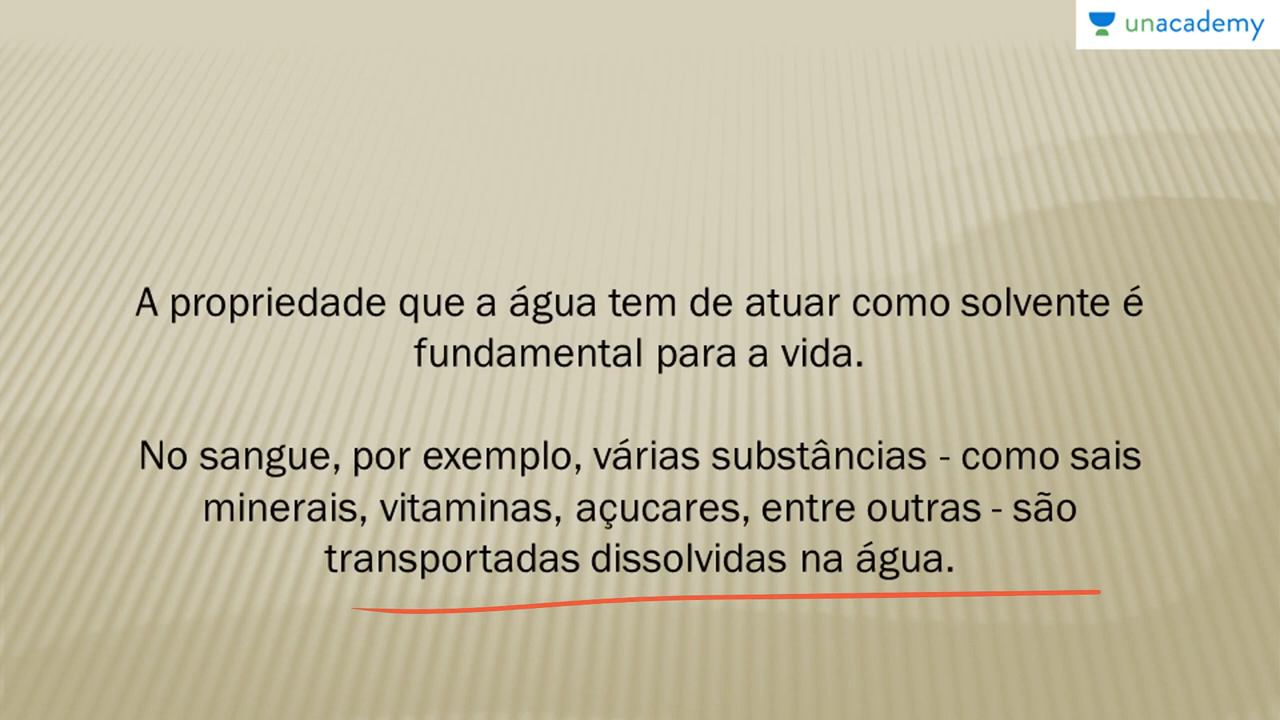 unacademy
A propriedade que a água tem de atuar como solvente é
fundamental para a vida.
No sangue, por exemplo, várias substâncias - como sais
minerais, vitaminas, açucares, entre outras - são
transportadas dissolvidas na água.